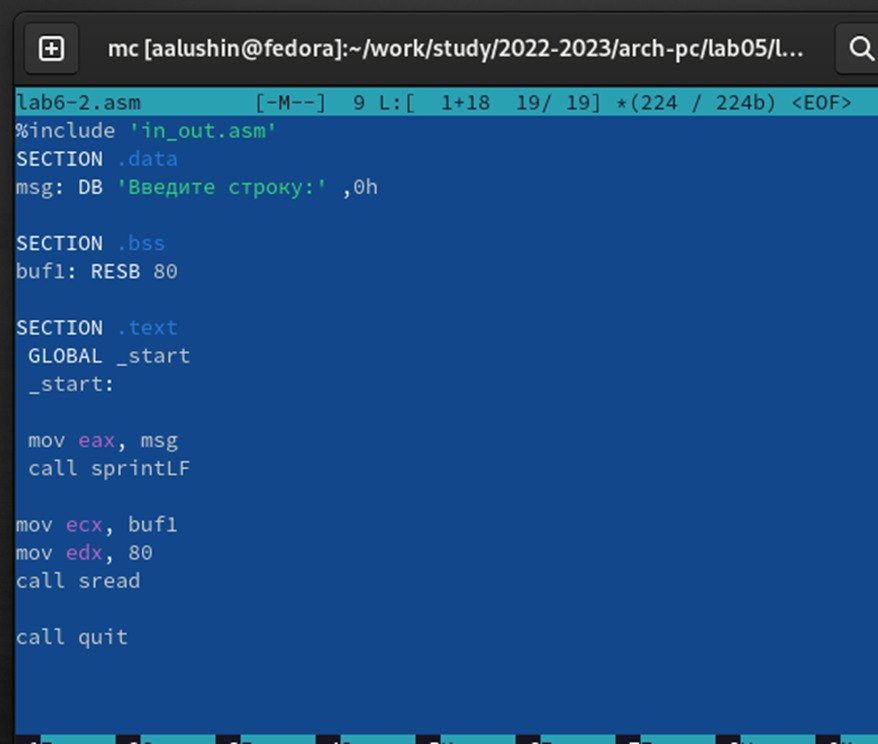 mc [aalushin@fedora]:~/work/study/2022-2023/arch-pc/lab05/l...
lab6-2.asm [-M--] 9 L:[ 1+18 19/ 19] *(224 / 224b) <EOF>
%include 'in_out.asm'
SECTION .data
msg: DB 'Введите строку:' ,0h
SECTION .bss
buf1: RESB 80
SECTION .text
GLOBAL _start
_start:
mov eax, msg
call sprintLF
mov ecx, buf1
mov edx, 80
call sread
call quit